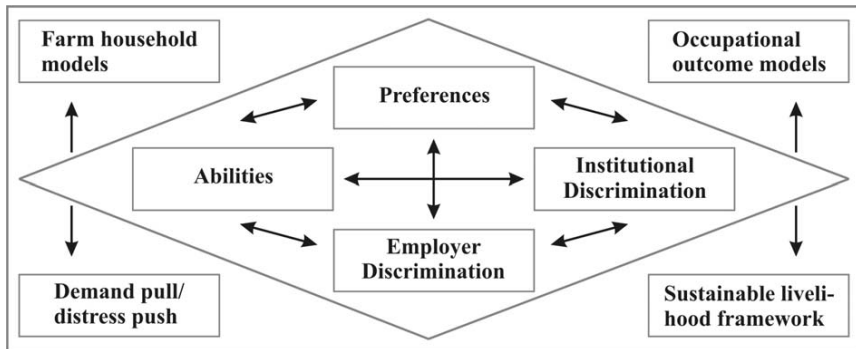 Farm household
models
Occupational
outcome models
Preferences
Abilities
Institutional
Discrimination
Employer
Discrimination
Demand pull/
distress push
Sustainable liveli-
hood framework